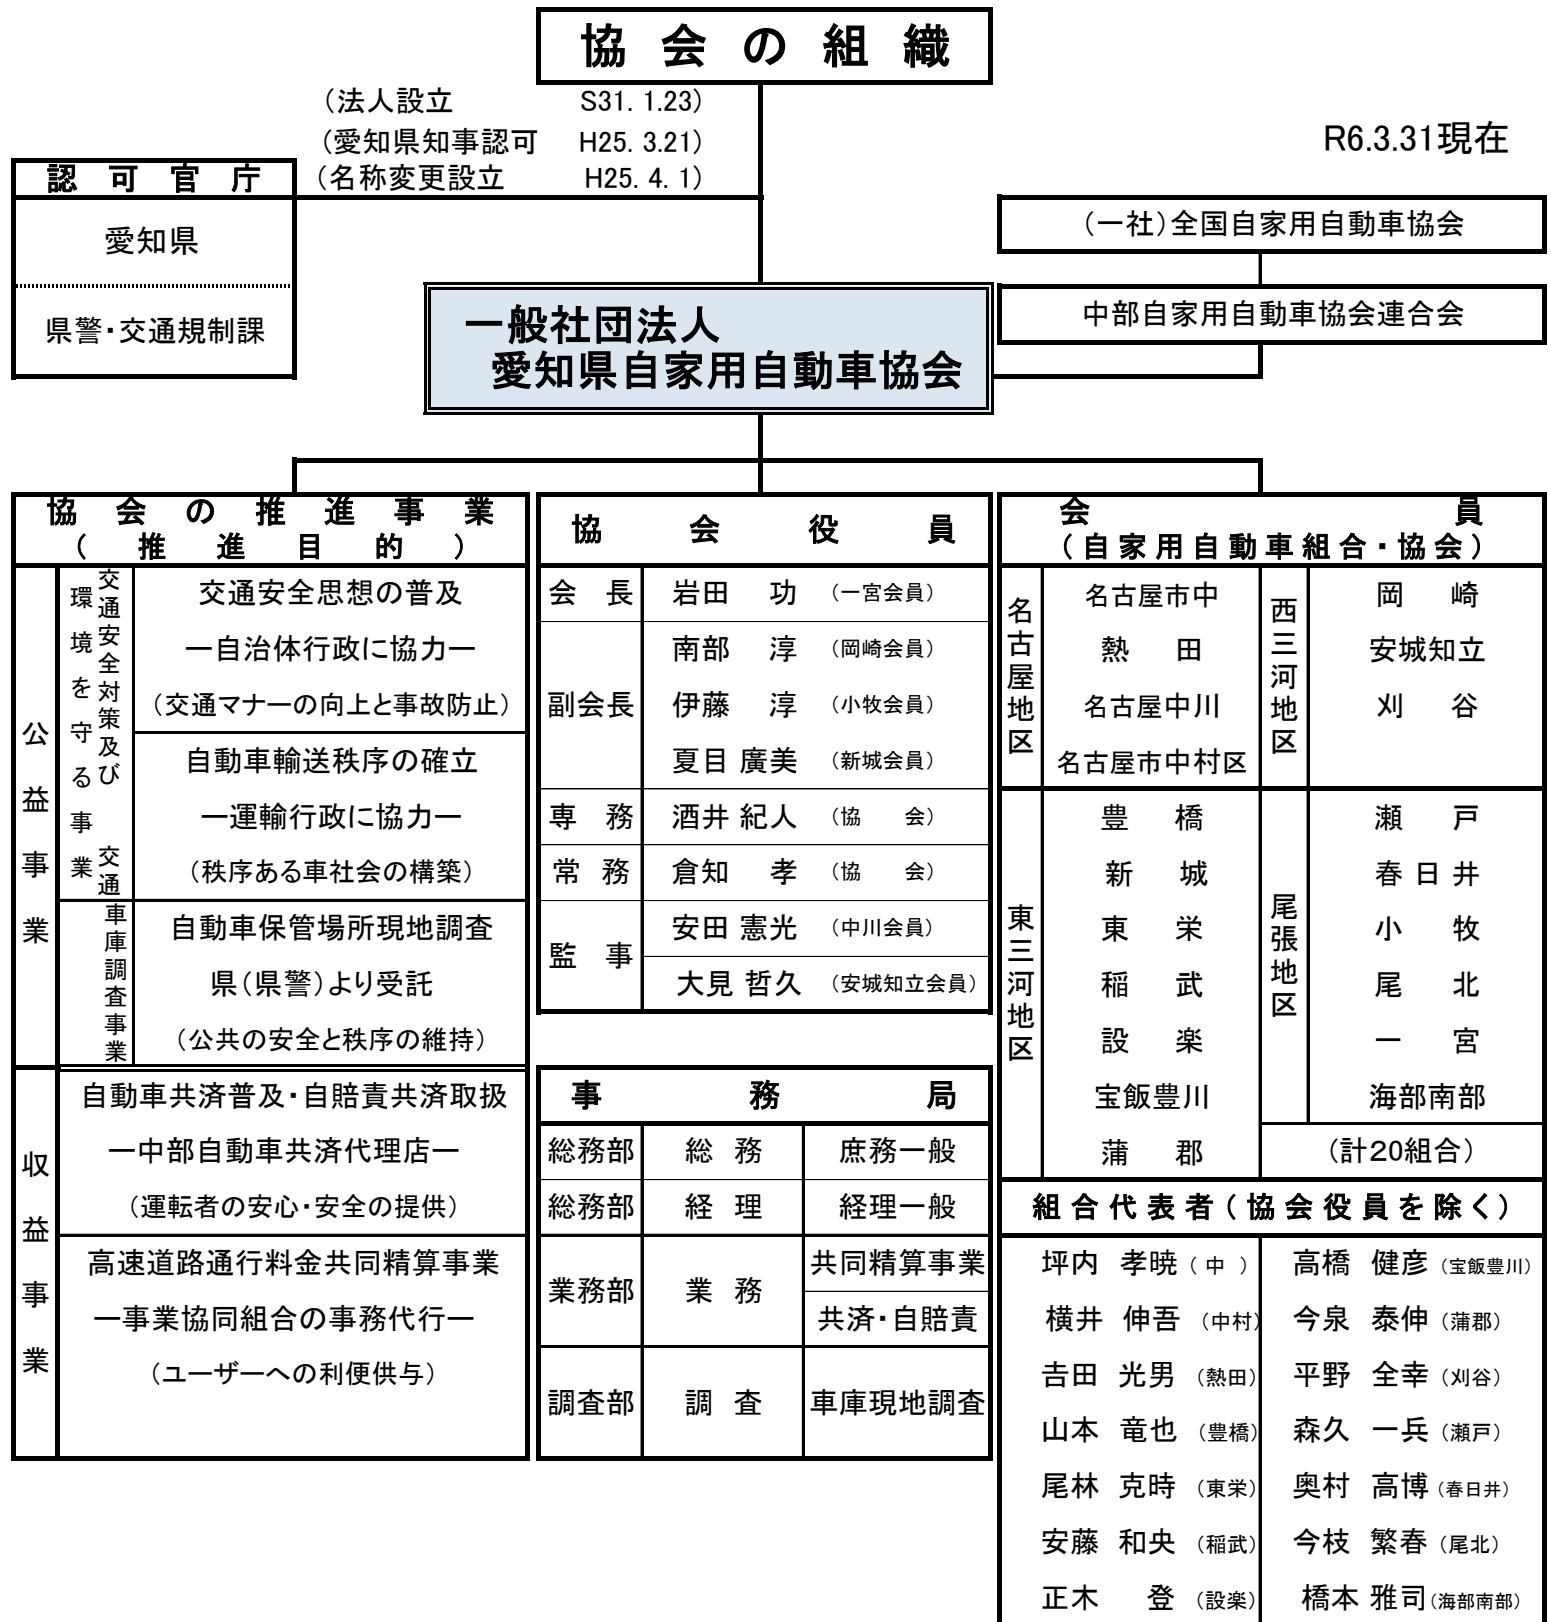 協会の組織
（法人設立 S31. 1.23）
（愛知県知事認可 H25. 3.21）
（名称変更設立 H25. 4. 1）
R6.3.31現在
認可官庁
愛知県
県警・交通規制課
（一社）全国自家用自動車協会
中部自家用自動車協会連合会
一般社団法人
愛知県自家用自動車協会
協会の推進事業
（推進目的）
公益事業
交通安全対策及び交通
環境を守る事業
交通安全思想の普及
―自治体行政に協力―
（交通マナーの向上と事故防止）
自動車輸送秩序の確立
―運輸行政に協力―
（秩序ある車社会の構築）
車庫調査事業
自動車保管場所現地調査
県（県警）より受託
（公共の安全と秩序の維持）
収益事業
自動車共済普及・自賠責共済取扱
―中部自動車共済代理店―
（運転者の安心・安全の提供）
高速道路通行料金共同精算事業
―事業協同組合の事務代行―
（ユーザーへの利便供与）
協会役員
会長 岩田 功 （一宮会員）
副会長
南部 淳 （岡崎会員）
伊藤 淳 （小牧会員）
夏目 廣美 （新城会員）
専務 酒井 紀人 （協 会）
常務 倉知 孝 （協 会）
監事
安田 憲光 （中川会員）
大見 哲久 （安城知立会員）
事務局
総務部 総務 庶務一般
総務部 経理 経理一般
業務部 業務 共同精算事業
共済・自賠責
調査部 調査 車庫現地調査
会員
（自家用自動車組合・協会）
名古屋地区
名古屋市中
熱田
名古屋中川
名古屋市中村区
西三河地区
岡崎
安城知立
刈谷
東三河地区
豊橋
新城
東栄
稲武
設楽
宝飯豊川
蒲郡
尾張地区
瀬戸
春日井
小牧
尾北
一宮
海部南部
（計20組合）
組合代表者（協会役員を除く）
坪内 孝暁（ 中 ） 高橋 健彦（宝飯豊川）
横井 伸吾 （中村） 今泉 泰伸（蒲郡）
吉田 光男 （熱田） 平野 全幸（刈谷）
山本 竜也 （豊橋） 森久 一兵（瀬戸）
尾林 克時 （東栄） 奥村 高博（春日井）
安藤 和央 （稲武） 今枝 繁春（尾北）
正木 登 （設楽） 橋本 雅司（海部南部）